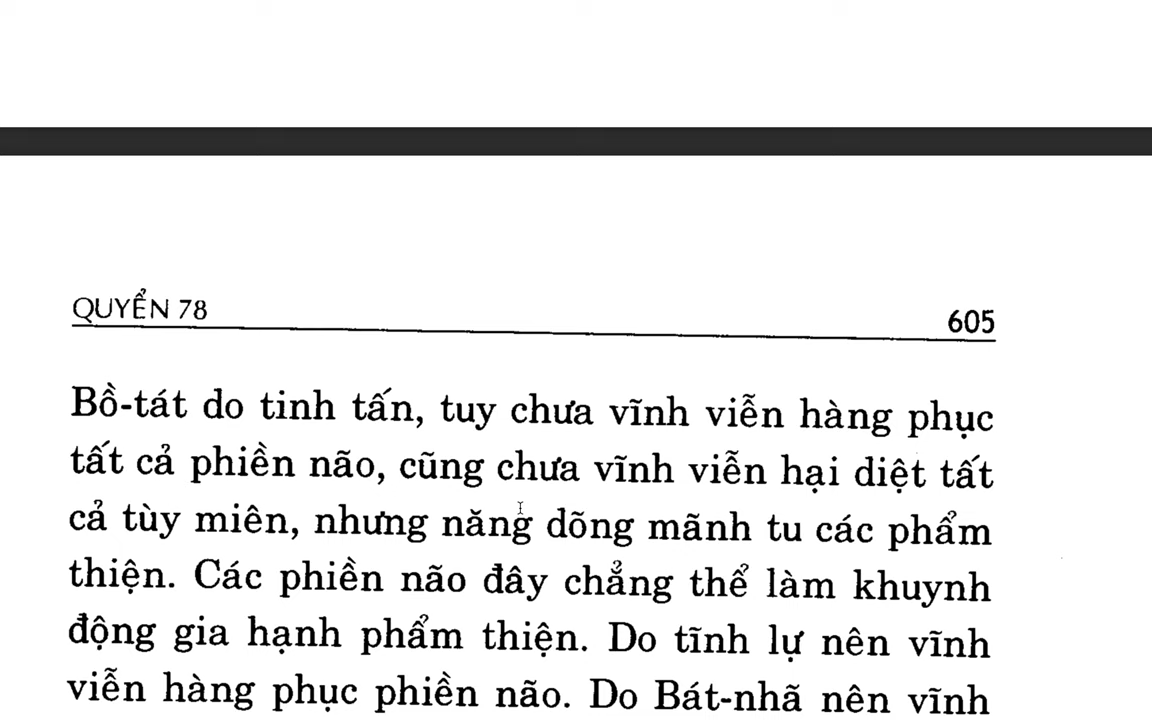 QUYỂN 78
605
Bồ-tát do tinh tấn, tuy chưa vĩnh viễn hàng phục
tất cả phiền não, cũng chưa vĩnh viễn hại diệt tất
cả tùy miên, nhưng năng dõng mãnh tu các phẩm
thiện. Các phiền não đây chẳng thể làm khuynh
động gia hạnh phẩm thiện. Do tĩnh lự nên vĩnh
viễn hàng phục phiền não. Do Bát-nhã nên vĩnh